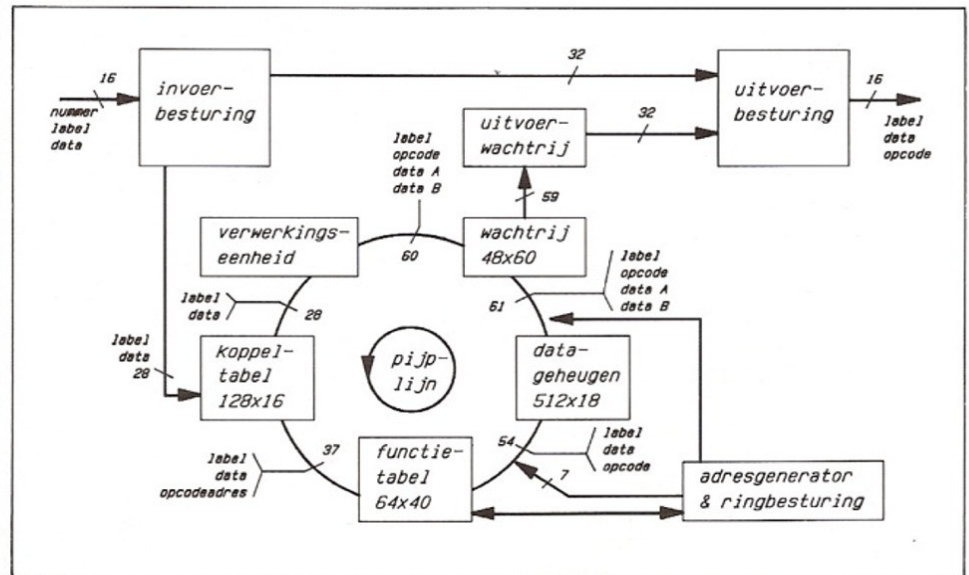 16
nummer
label
data
invoer-
besturing
32
uitvoer-
besturing
16
label
data
opcode
uitvoer-
wachtrij
32
59
label
opcode
data A
data B
60
verwerkings-
eenheid
wachtrij
48x60
61
label
opcode
data A
data B
label
data
28
label
data
28
koppel-
tabel
128x16
pijp-
lijn
data-
geheugen
512x18
54
label
data
opcode
label
data
opcodeadres
37
functie-
tabel
64x40
7
adresgenerator
& ringbesturing